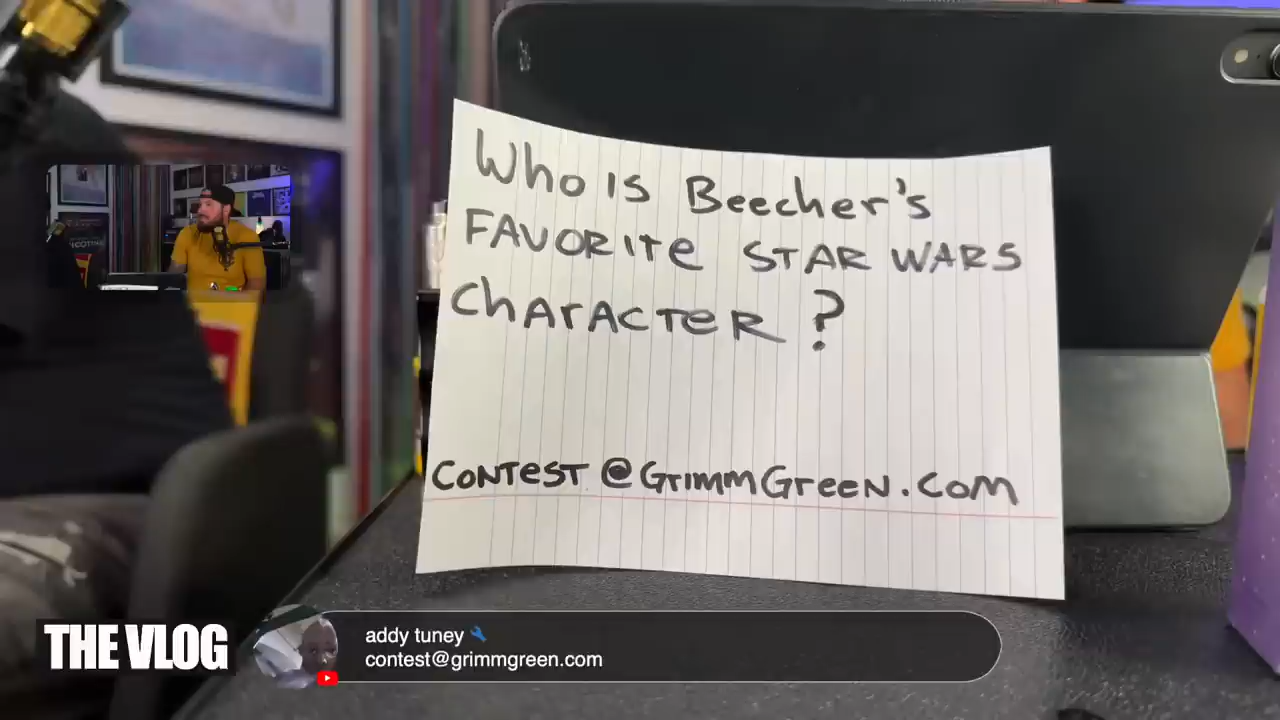 Who is Beecher's
FAVORITE STAR WARS
ChArACTER ?
CONTEST @GrimmGreen.com
THE VLOG
addy tuney
contest@grimmgreen.com